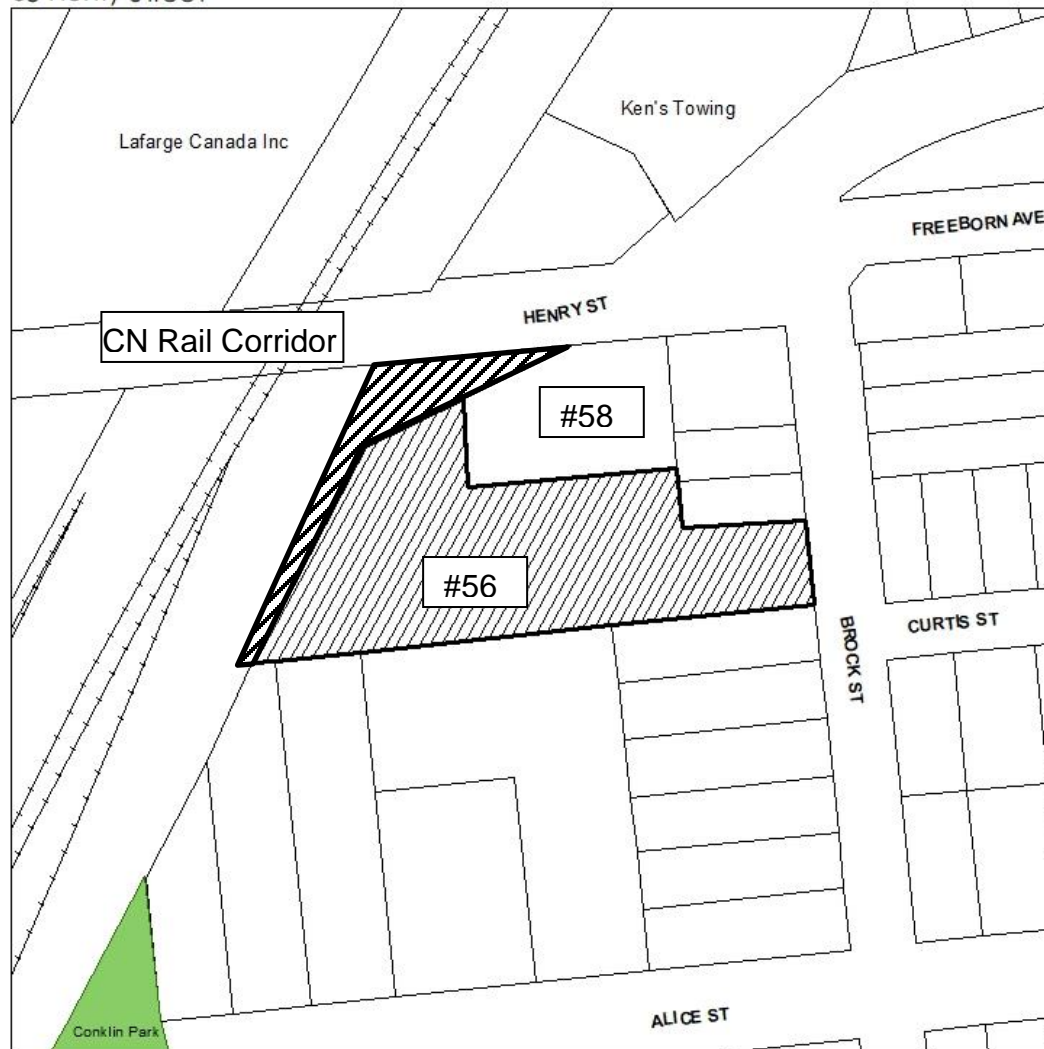 Ken's Towing
Lafarge Canada Inc
FREEBORN AVE
HENRY ST
CN Rail Corridor
#58
#56
BROCK ST
CURTIS ST
ALICE ST
Conklin Park